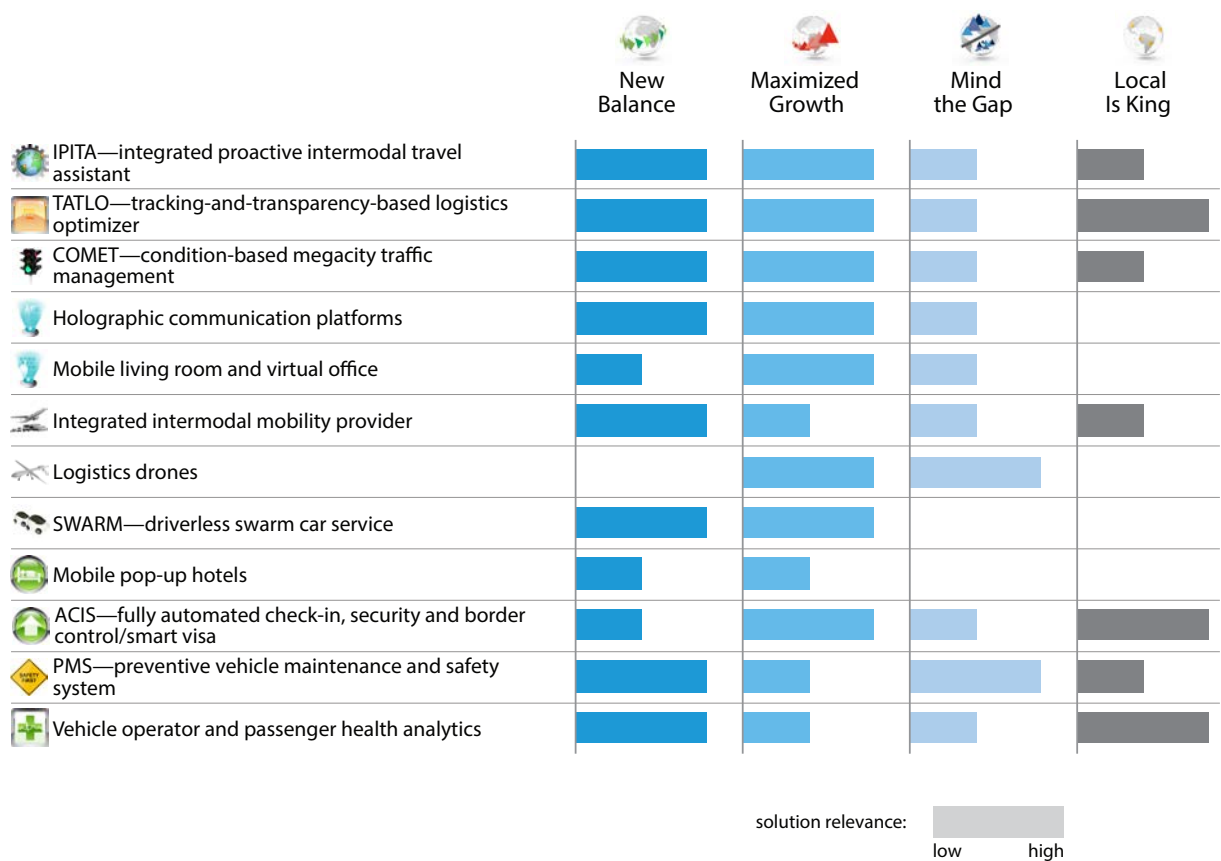 New
Balance
Maximized
Growth
Mind
the Gap
Local
Is King
IPITA—integrated proactive intermodal travel
assistant
TATLO—tracking-and-transparency-based logistics
optimizer
COMET—condition-based megacity traffic
management
Holographic communication platforms
Mobile living room and virtual office
Integrated intermodal mobility provider
Logistics drones
SWARM—driverless swarm car service
Mobile pop-up hotels
ACIS—fully automated check-in, security and border
control/smart visa
SAFETY
FIRST
PMS—preventive vehicle maintenance and safety
system
Vehicle operator and passenger health analytics
solution relevance:
low high